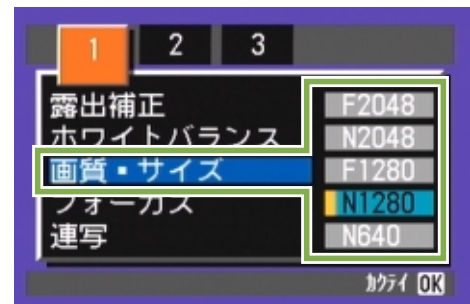 1 2 3
露出補正 F2048
ホワイトバランス N2048
画質・サイズ F1280
フォーカス N1280
連写 N640
ｶｸﾃｲ OK